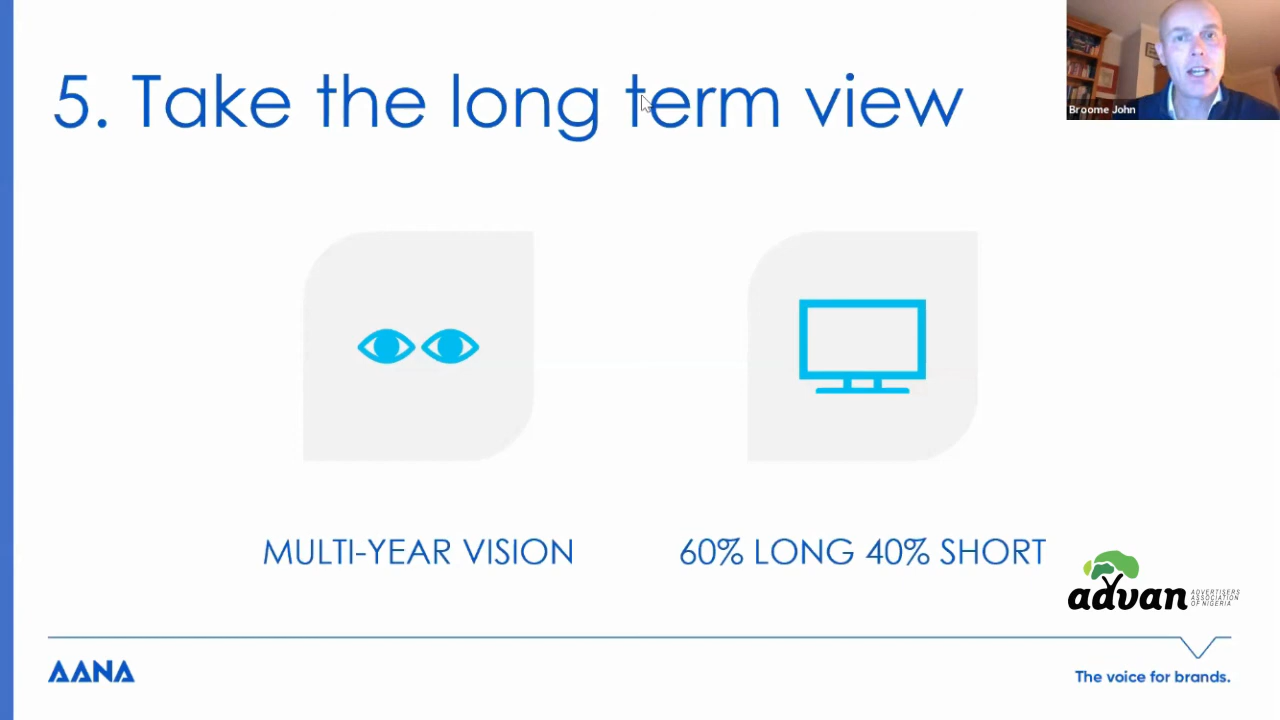 5. Take the long term view
Broome John
MULTI-YEAR VISION
60% LONG 40% SHORT
advan
ADVERTISERS
ASSOCIATION
OF NIGERIA
AANA
The voice for brands.